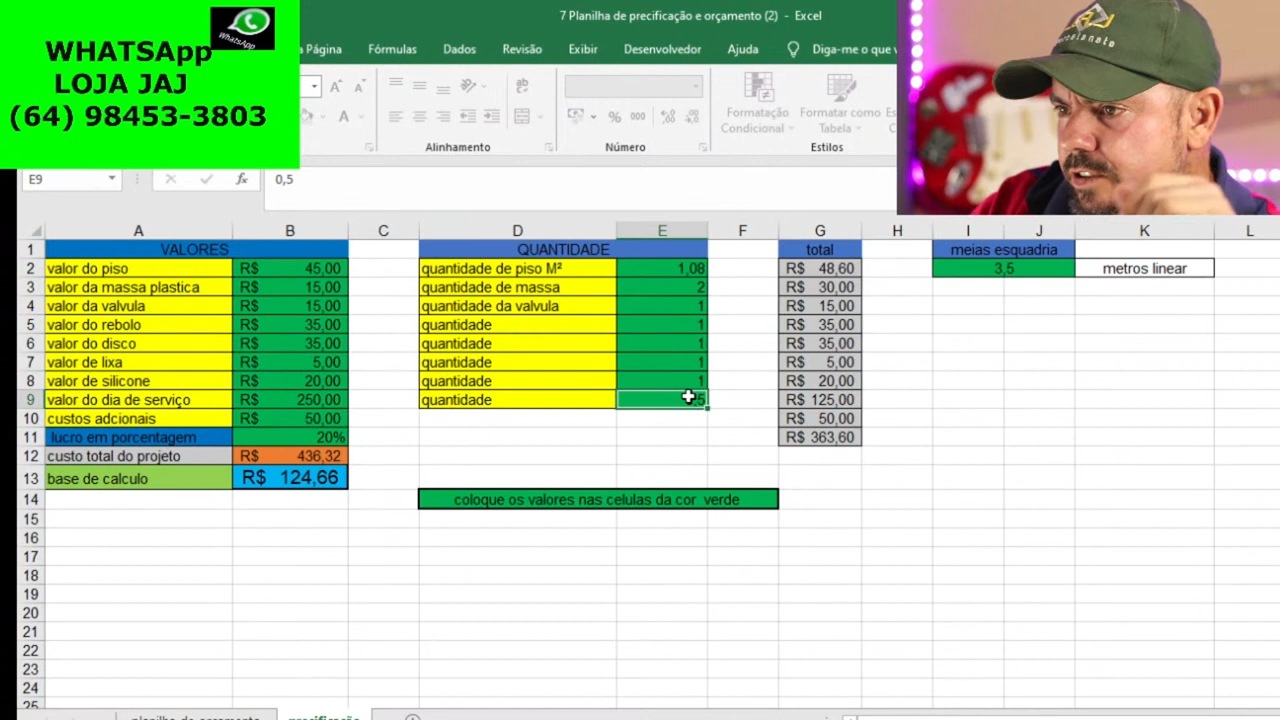 WHATSApp
LOJA JAJ
(64) 98453-3803
WhatsApp
7 Planilha de precificação e orçamento (2) - Excel
a Página Fórmulas Dados Revisão Exibir Desenvolvedor Ajuda Diga-me o que v
Formatação Condicional
Formatar como Tabela
Alinhamento Número Estilos
E9 fx 0,5
A B C D E F G H I J K L
1 VALORES QUANTIDADE total meias esquadria
2 valor do piso R$ 45,00 quantidade de piso M² 1,08 R$ 48,60 3,5 metros linear
3 valor da massa plastica R$ 15,00 quantidade de massa 2 R$ 30,00
4 valor da valvula R$ 15,00 quantidade da valvula 1 R$ 15,00
5 valor do rebolo R$ 35,00 quantidade 1 R$ 35,00
6 valor do disco R$ 35,00 quantidade 1 R$ 35,00
7 valor de lixa R$ 5,00 quantidade 1 R$ 5,00
8 valor de silicone R$ 20,00 quantidade 1 R$ 20,00
9 valor do dia de serviço R$ 250,00 quantidade R$ 125,00
10 custos adcionais R$ 50,00 R$ 50,00
11 lucro em porcentagem 20% R$ 363,60
12 custo total do projeto R$ 436,32
13 base de calculo R$ 124,66
14 coloque os valores nas celulas da cor verde
15
16
17
18
19
20
21
22
23
24
25
planilha de orçamento precificação